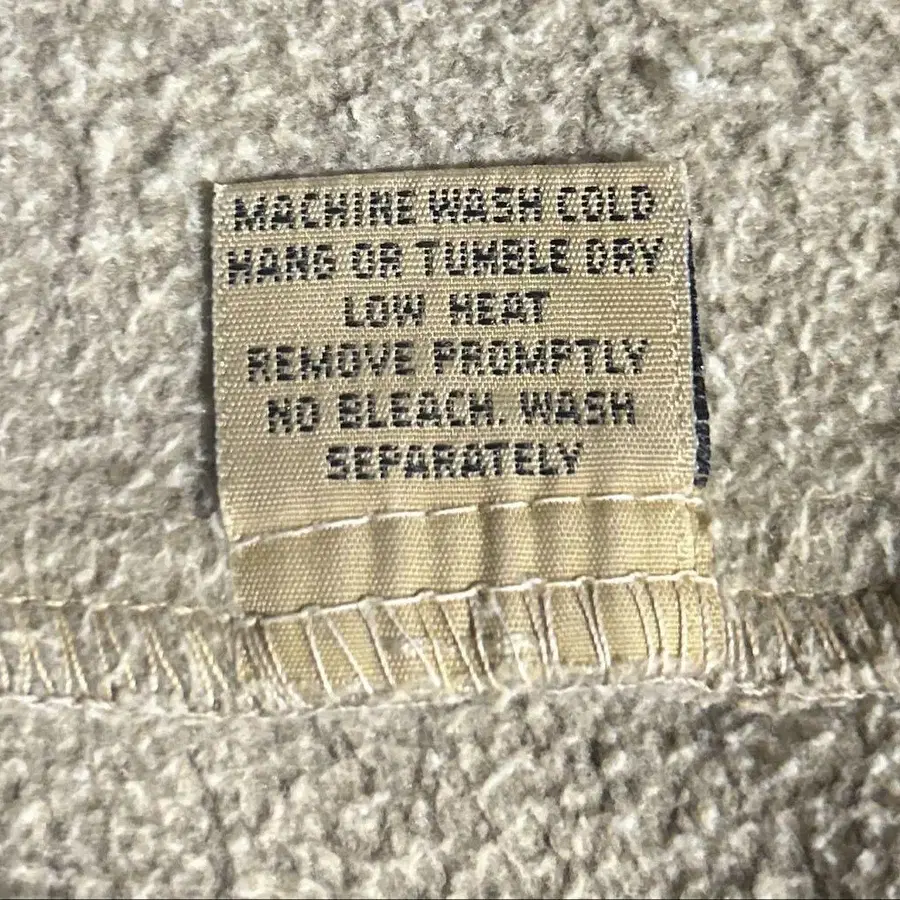 MACHINE WASH COLD
HANG OR TUMBLE DRY
LOW HEAT
REMOVE PROMPTLY
NO BLEACH. WASH
SEPARATELY